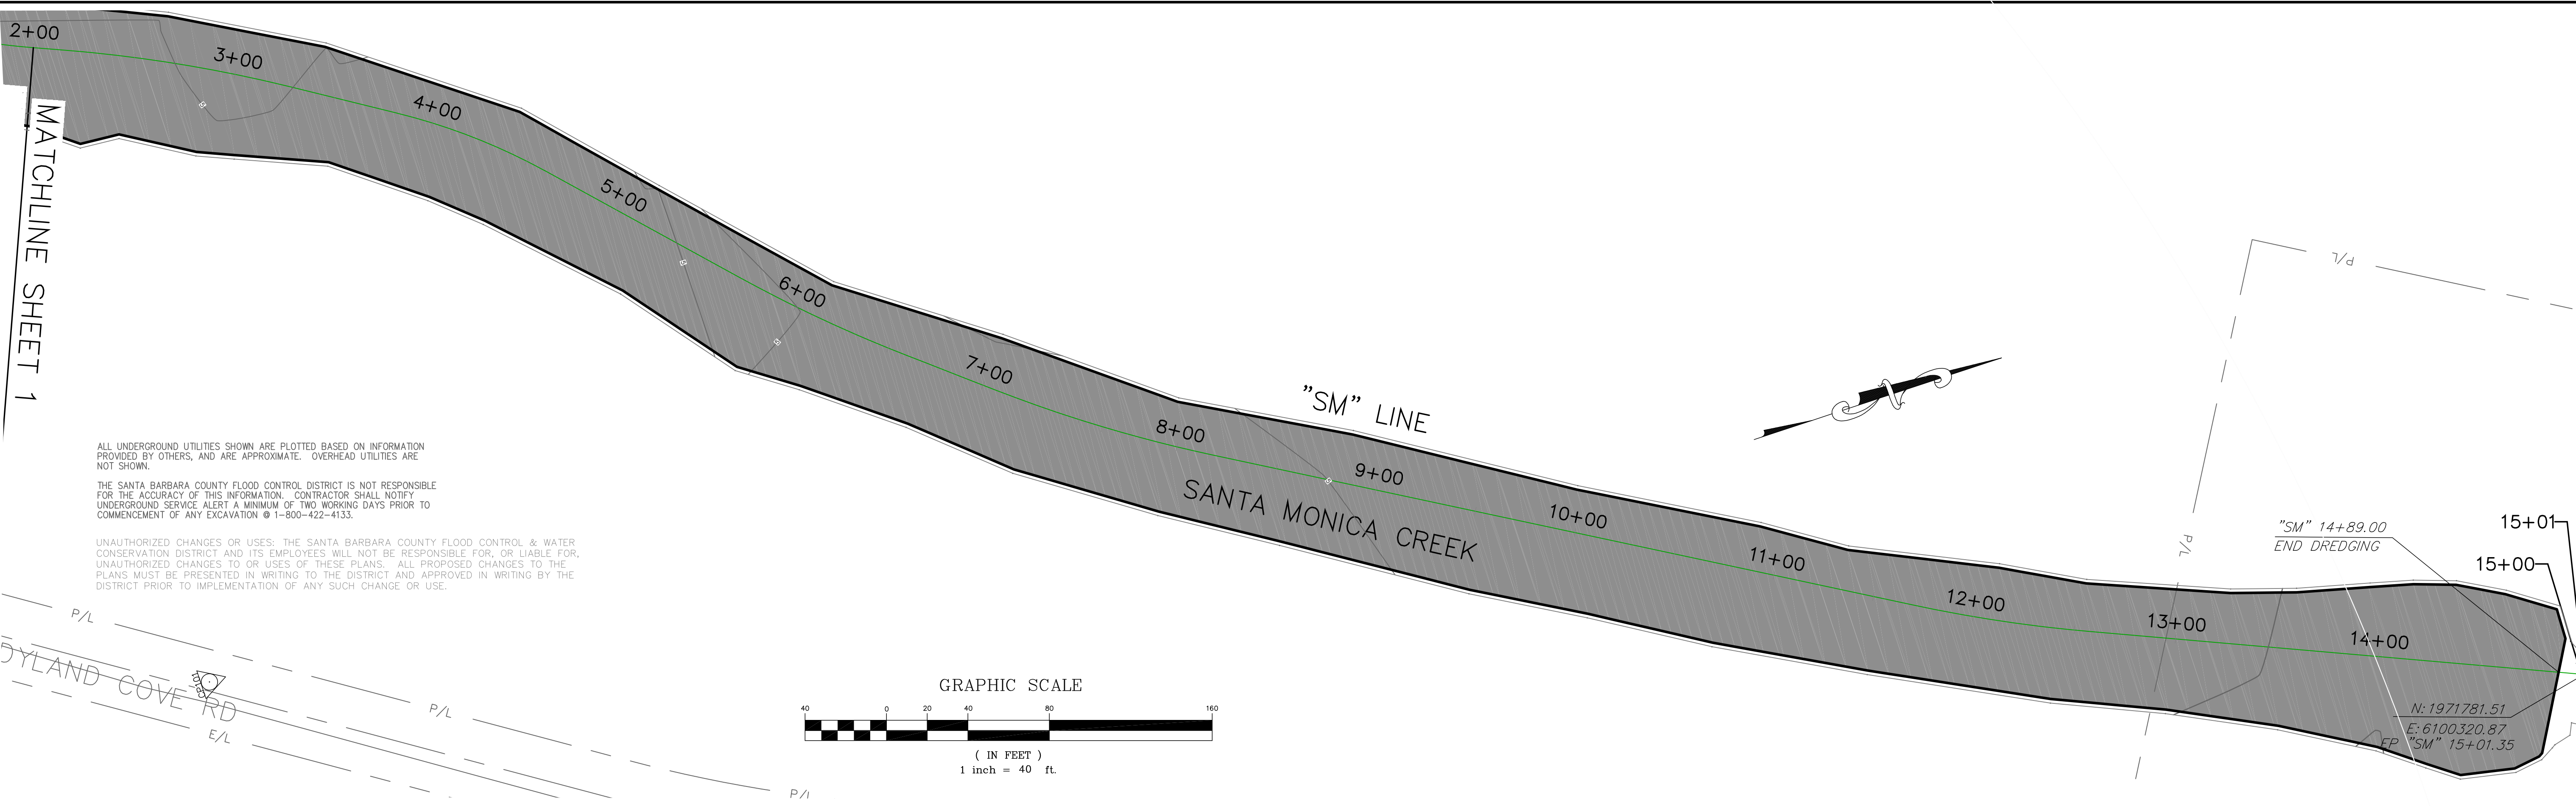 2+00
3+00
4+00
5+00
6+00
7+00
8+00
9+00
10+00
11+00
12+00
13+00
14+00
15+01
15+00
MATCHLINE SHEET 1
"SM" LINE
SANTA MONICA CREEK
P/L
P/L
"SM" 14+89.00
END DREDGING
N: 1971781.51
E: 6100320.87
EP "SM" 15+01.35
ALL UNDERGROUND UTILITIES SHOWN ARE PLOTTED BASED ON INFORMATION
PROVIDED BY OTHERS, AND ARE APPROXIMATE. OVERHEAD UTILITIES ARE
NOT SHOWN.
THE SANTA BARBARA COUNTY FLOOD CONTROL DISTRICT IS NOT RESPONSIBLE
FOR THE ACCURACY OF THIS INFORMATION. CONTRACTOR SHALL NOTIFY
UNDERGROUND SERVICE ALERT A MINIMUM OF TWO WORKING DAYS PRIOR TO
COMMENCEMENT OF ANY EXCAVATION @ 1-800-422-4133.
UNAUTHORIZED CHANGES OR USES: THE SANTA BARBARA COUNTY FLOOD CONTROL & WATER
CONSERVATION DISTRICT AND ITS EMPLOYEES WILL NOT BE RESPONSIBLE FOR, OR LIABLE FOR,
UNAUTHORIZED CHANGES TO OR USES OF THESE PLANS. ALL PROPOSED CHANGES TO THE
PLANS MUST BE PRESENTED IN WRITING TO THE DISTRICT AND APPROVED IN WRITING BY THE
DISTRICT PRIOR TO IMPLEMENTATION OF ANY SUCH CHANGE OR USE.
P/L
DYLAND COVE RD
E/L
P/L
P/L
GRAPHIC SCALE
40 0 20 40 80 160
( IN FEET )
1 inch = 40 ft.